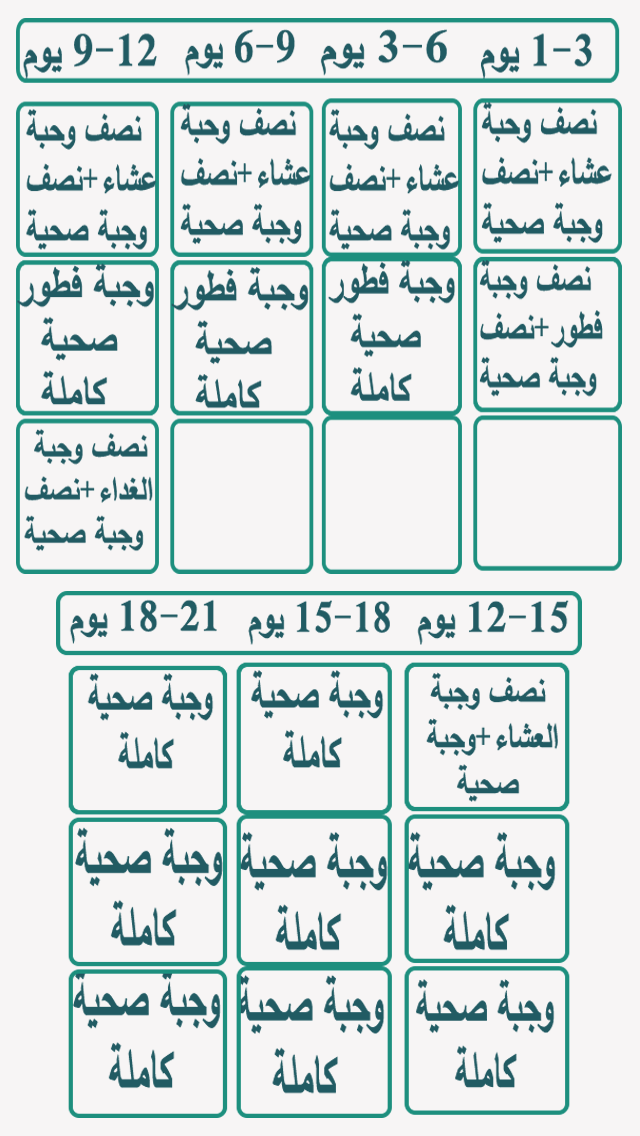 1-3 يوم 3-6 يوم 6-9 يوم 9-12 يوم
نصف وحبة
عشاء +نصف
وجبة صحية
نصف وحبة
عشاء +نصف
وجبة صحية
نصف وحبة
عشاء +نصف
وجبة صحية
نصف وحبة
عشاء +نصف
وجبة صحية
نصف وجبة
فطور +نصف
وجبة صحية
وجبة فطور
صحية
كاملة
وجبة فطور
صحية
كاملة
وجبة فطور
صحية
كاملة
نصف وجبة
الغداء +نصف
وجبة صحية
12-15 يوم 15-18 يوم 18-21 يوم
نصف وجبة
العشاء +وجبة
صحية
وجبة صحية
كاملة
وجبة صحية
كاملة
وجبة صحية
كاملة
وجبة صحية
كاملة
وجبة صحية
كاملة
وجبة صحية
كاملة
وجبة صحية
كاملة
وجبة صحية
كاملة